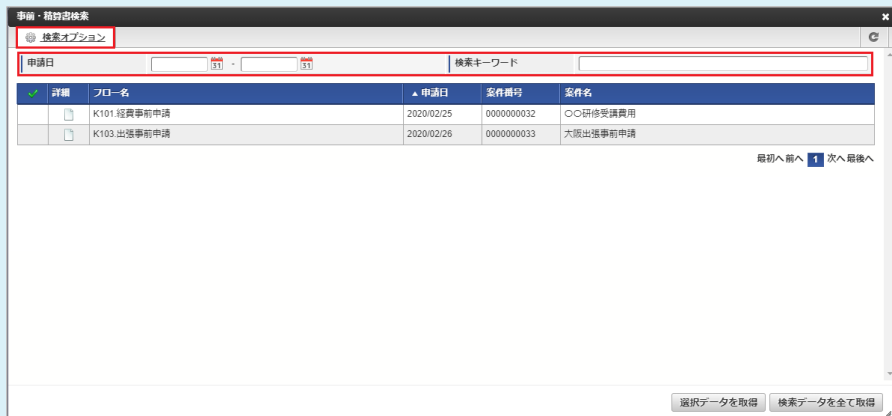 事前・精算書検索
検索オプション
申請日 31 - 31 検索キーワード
詳細 フロー名 ▲ 申請日 案件番号 案件名
K101.経費事前申請 2020/02/25 0000000032 〇〇研修受講費用
K103.出張事前申請 2020/02/26 0000000033 大阪出張事前申請
最初へ 前へ 1 次へ 最後へ
選択データを取得 検索データを全て取得